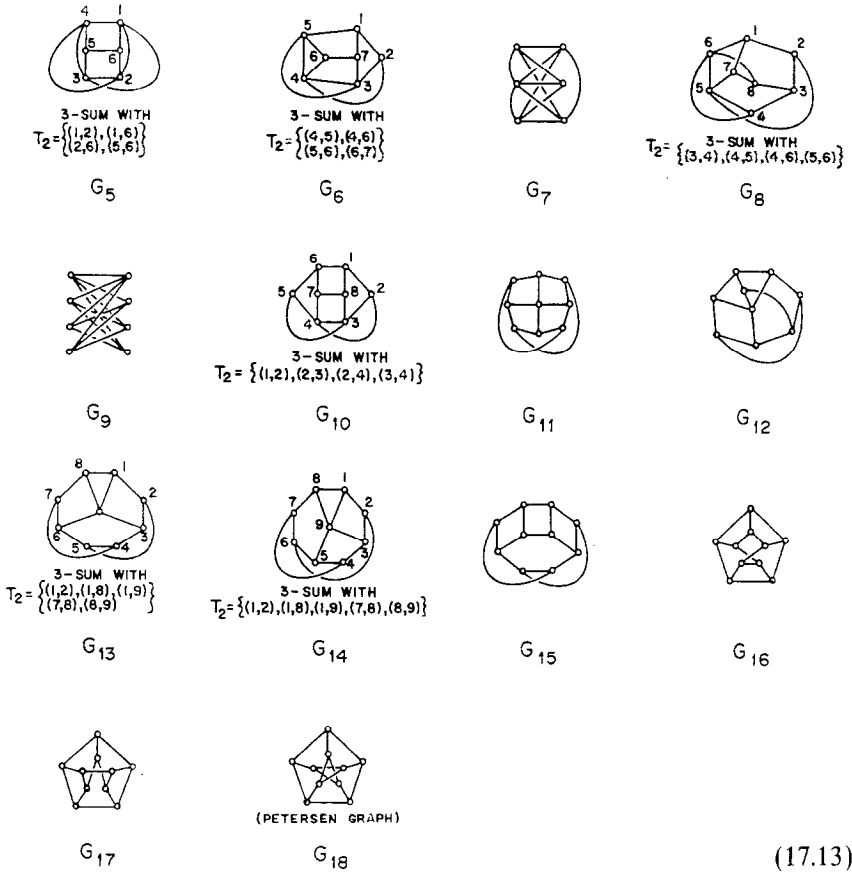 4 1
5 6
3 2
3-SUM WITH
T2 = {(1,2),(1,6)
(2,6),(5,6)}
G5
5 1
6 7 2
4 3
3-SUM WITH
T2 = {(4,5),(4,6)
(5,6),(6,7)}
G6
G7
1
6 2
7
5 8 3
4
3-SUM WITH
T2 = {(3,4),(4,5),(4,6),(5,6)}
G8
G9
6 1
5 7 8 2
4 3
3-SUM WITH
T2 = {(1,2),(2,3),(2,4),(3,4)}
G10
G11
G12
8 1
7 2
6 3
5 4
3-SUM WITH
T2 = {(1,2),(1,8),(1,9)
(7,8),(8,9)}
G13
8 1
7 2
9
6 3
5 4
3-SUM WITH
T2 = {(1,2),(1,8),(1,9),(7,8),(8,9)}
G14
G15
G16
G17
(PETERSEN GRAPH)
G18
(17.13)